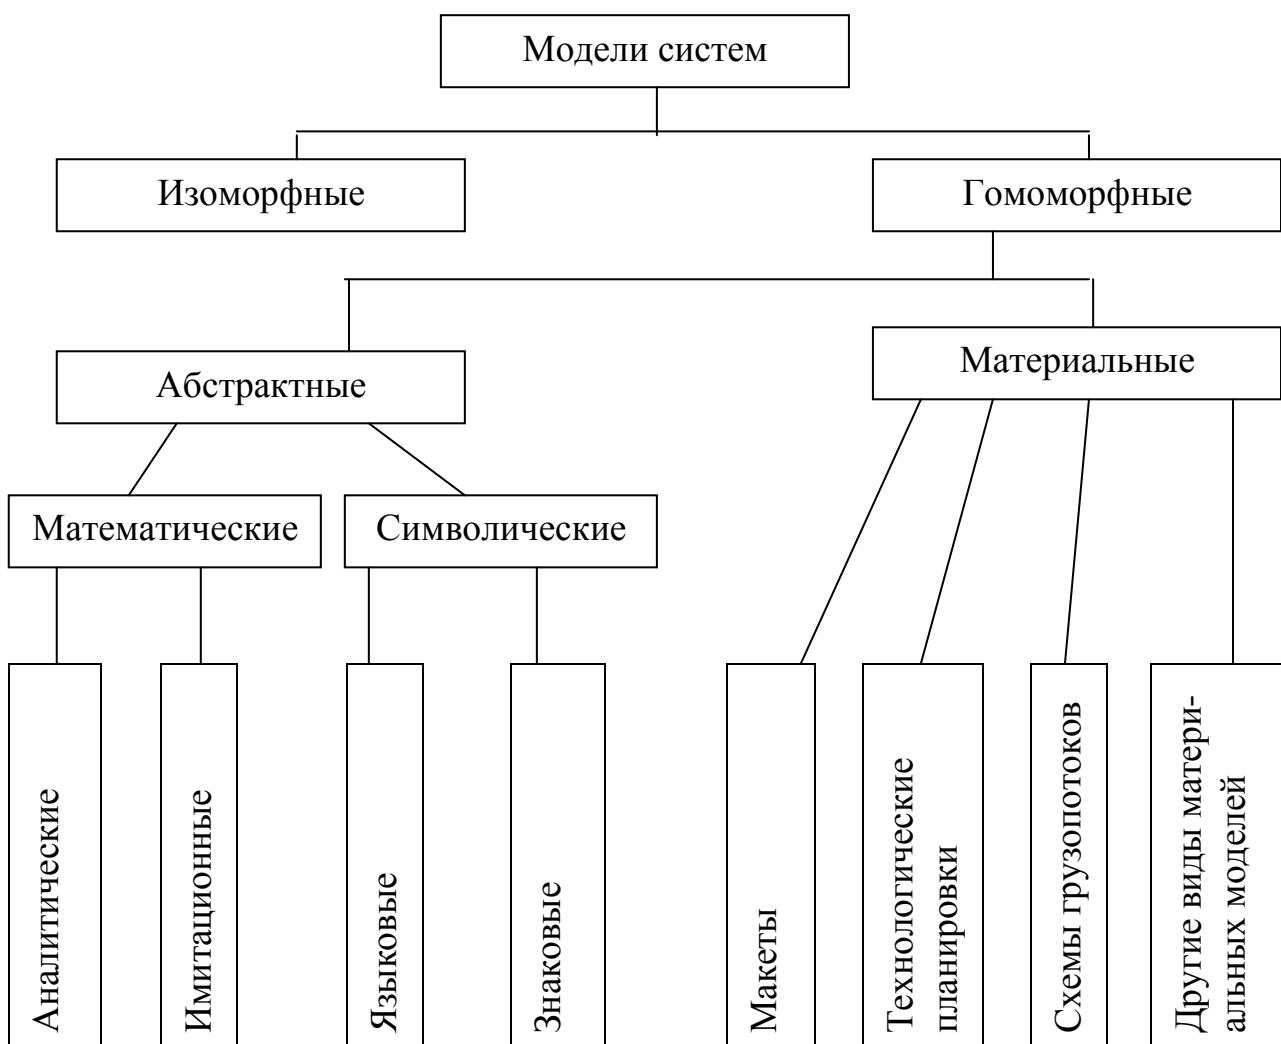 Модели систем
Изоморфные
Гомоморфные
Абстрактные
Материальные
Математические
Символические
Аналитические
Имитационные
Языковые
Знаковые
Макеты
Технологические
планировки
Схемы грузопотоков
Другие виды матери-
альных моделей